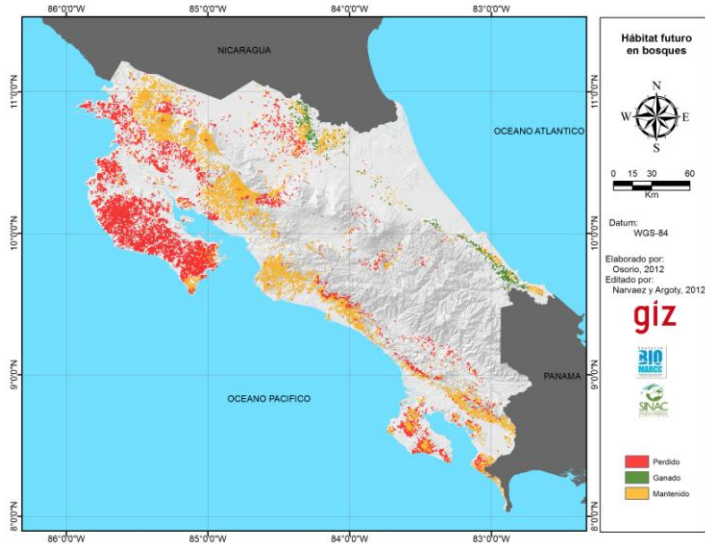 86°0'0"W 85°0'0"W 84°0'0"W 83°0'0"W
11°0'0"N
10°0'0"N
9°0'0"N
8°0'0"N
NICARAGUA
OCEANO ATLANTICO
PANAMA
OCEANO PACIFICO
11°0'0"N
10°0'0"N
9°0'0"N
8°0'0"N
86°0'0"W 85°0'0"W 84°0'0"W 83°0'0"W
Hábitat futuro
en bosques
N
W E
S
0 15 30 60
Km
Datum:
WGS-84
Elaborado por:
Osorio, 2012
Editado por:
Narvaez y Argoty, 2012
giz
BIO
MARCC
SINAC
Perdido
Ganado
Mantenido